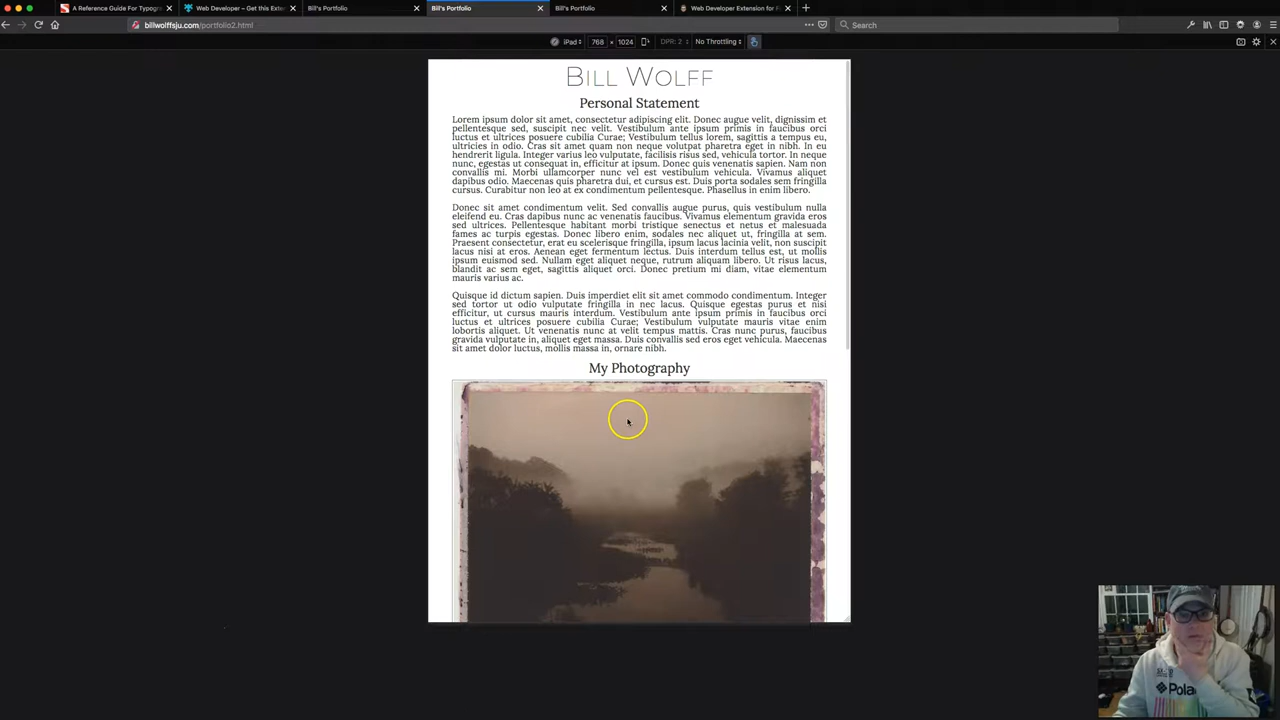 A Reference Guide For Typogr
Web Developer – Get this Exte
Bill's Portfolio
Bill's Portfolio
Bill's Portfolio
Web Developer Extension for F
billwolffsju.com/portfolio2.html
Search
iPad
768 × 1024
DPR: 2
No Throttling
Bill Wolff
Personal Statement
Lorem ipsum dolor sit amet, consectetur adipiscing elit. Donec augue velit, dignissim et
pellentesque sed, suscipit nec velit. Vestibulum ante ipsum primis in faucibus orci
luctus et ultrices posuere cubilia Curae; Vestibulum tellus lorem, sagittis a tempus eu,
ultricies in odio. Cras sit amet quam non neque volutpat pharetra eget in nibh. In eu
hendrerit ligula. Integer varius leo vulputate, facilisis risus sed, vehicula tortor. In neque
nunc, egestas ut consequat in, efficitur at ipsum. Donec quis venenatis sapien. Nam non
convallis mi. Morbi ullamcorper nunc vel est vestibulum vehicula. Vivamus aliquet
dapibus odio. Maecenas quis pharetra dui, et cursus est. Duis porta sodales sem fringilla
cursus. Curabitur non leo at ex condimentum pellentesque. Phasellus in enim libero.
Donec sit amet condimentum velit. Sed convallis augue purus, quis vestibulum nulla
eleifend eu. Cras dapibus nunc ac venenatis faucibus. Vivamus elementum gravida eros
sed ultrices. Pellentesque habitant morbi tristique senectus et netus et malesuada
fames ac turpis egestas. Donec libero enim, sodales nec aliquet ut, fringilla at sem.
Praesent consectetur, erat eu scelerisque fringilla, ipsum lacus lacinia velit, non suscipit
lacus nisi at eros. Aenean eget fermentum lectus. Duis interdum tellus est, ut mollis
ipsum euismod sed. Nullam eget aliquet neque, rutrum aliquam libero. Ut risus lacus,
blandit ac sem eget, sagittis aliquet orci. Donec pretium mi diam, vitae elementum
mauris varius ac.
Quisque id dictum sapien. Duis imperdiet elit sit amet commodo condimentum. Integer
sed tortor ut odio vulputate fringilla in nec lacus. Quisque egestas purus et nisi
efficitur, ut cursus mauris interdum. Vestibulum ante ipsum primis in faucibus orci
luctus et ultrices posuere cubilia Curae; Vestibulum vulputate mauris vitae enim
lobortis aliquet. Ut venenatis nunc at velit tempus mattis. Cras nunc purus, faucibus
gravida vulputate in, aliquet eget massa. Duis convallis sed eros eget vehicula. Maecenas
sit amet dolor luctus, mollis massa in, ornare nibh.
My Photography
Pola